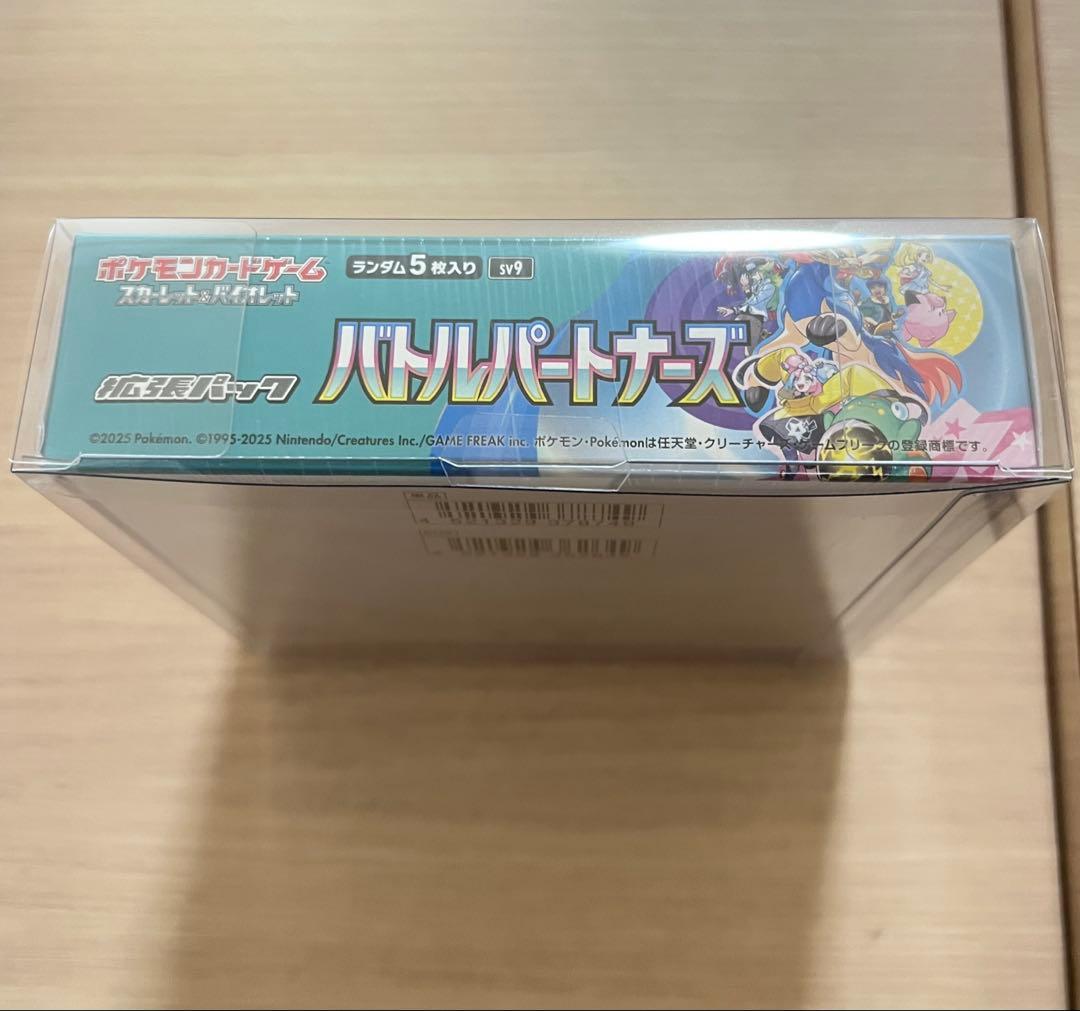 ポケモンカードゲーム
スカーレット&バイオレット
ランダム5枚入り
SV9
拡張パック
バトルパートナーズ
©2025 Pokémon. ©1995-2025 Nintendo/Creatures Inc./GAME FREAK inc. ポケモン・Pokémonは任天堂・クリーチャーズ・ゲームフリークの登録商標です。